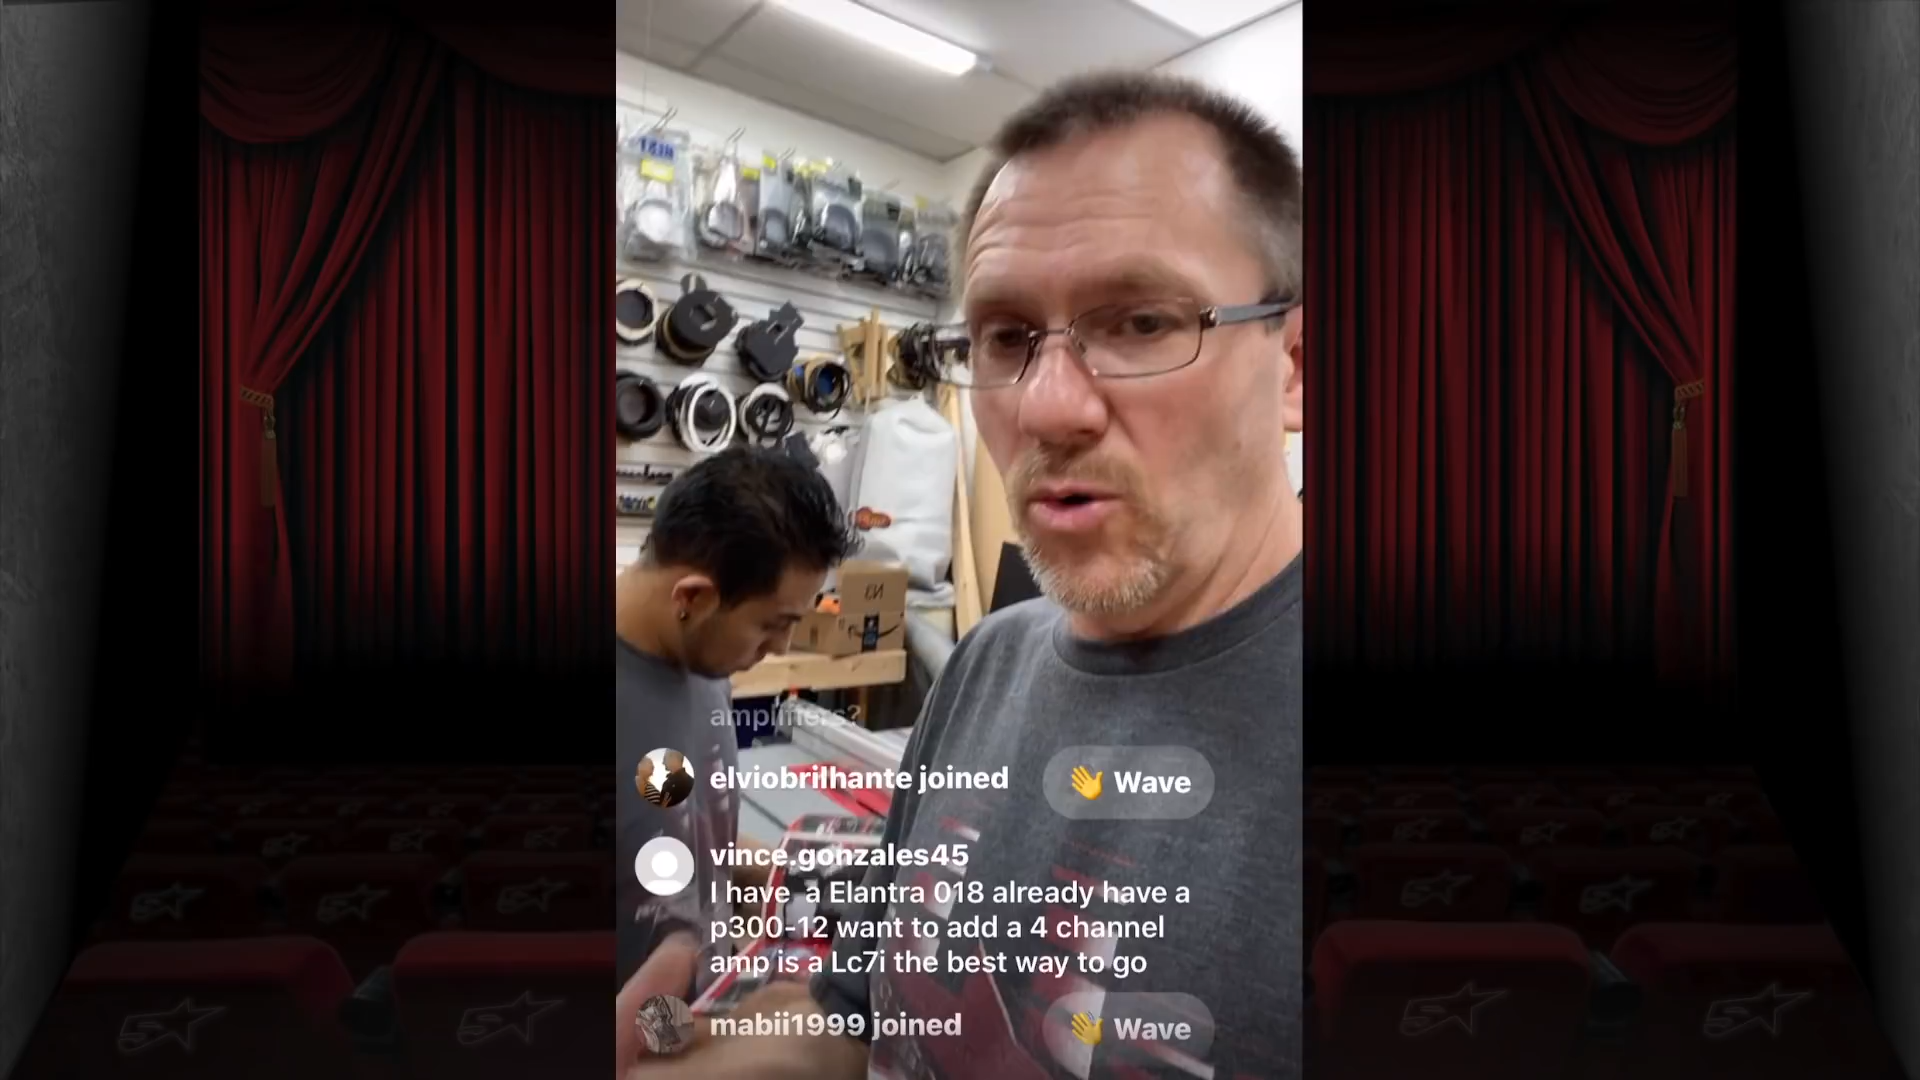 amplifiers?
elviobrilhante joined
👋 Wave
vince.gonzales45
I have a Elantra 018 already have a
p300-12 want to add a 4 channel
amp is a Lc7i the best way to go
mabii1999 joined
👋 Wave